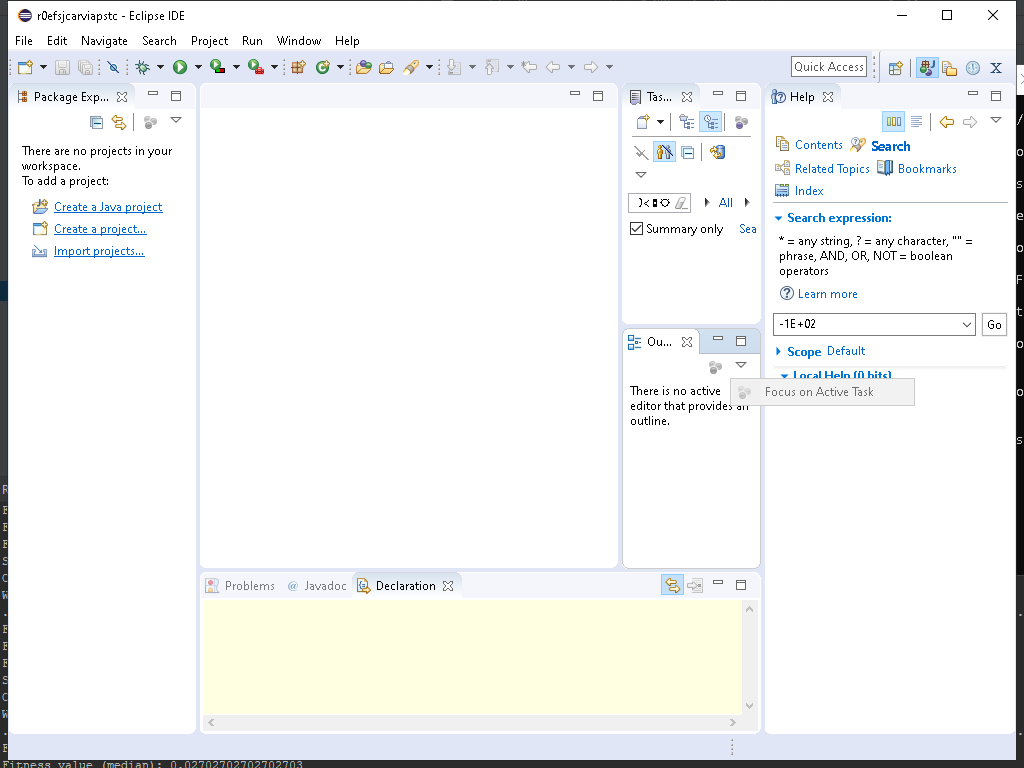 r0efsjcarviapstc - Eclipse IDE
File Edit Navigate Search Project Run Window Help
Quick Access
Package Exp...
There are no projects in your
workspace.
To add a project:
Create a Java project
Create a project...
Import projects...
Tas...
All
Summary only
Sea
Ou...
There is no active
editor that provides an
outline.
Focus on Active Task
Help
Contents Search
Related Topics Bookmarks
Index
Search expression:
* = any string, ? = any character, "" =
phrase, AND, OR, NOT = boolean
operators
Learn more
-1E+02
Go
Scope Default
Local Help (0 hits)
Problems @ Javadoc Declaration
Fitness value (median): 0.02702702702702703